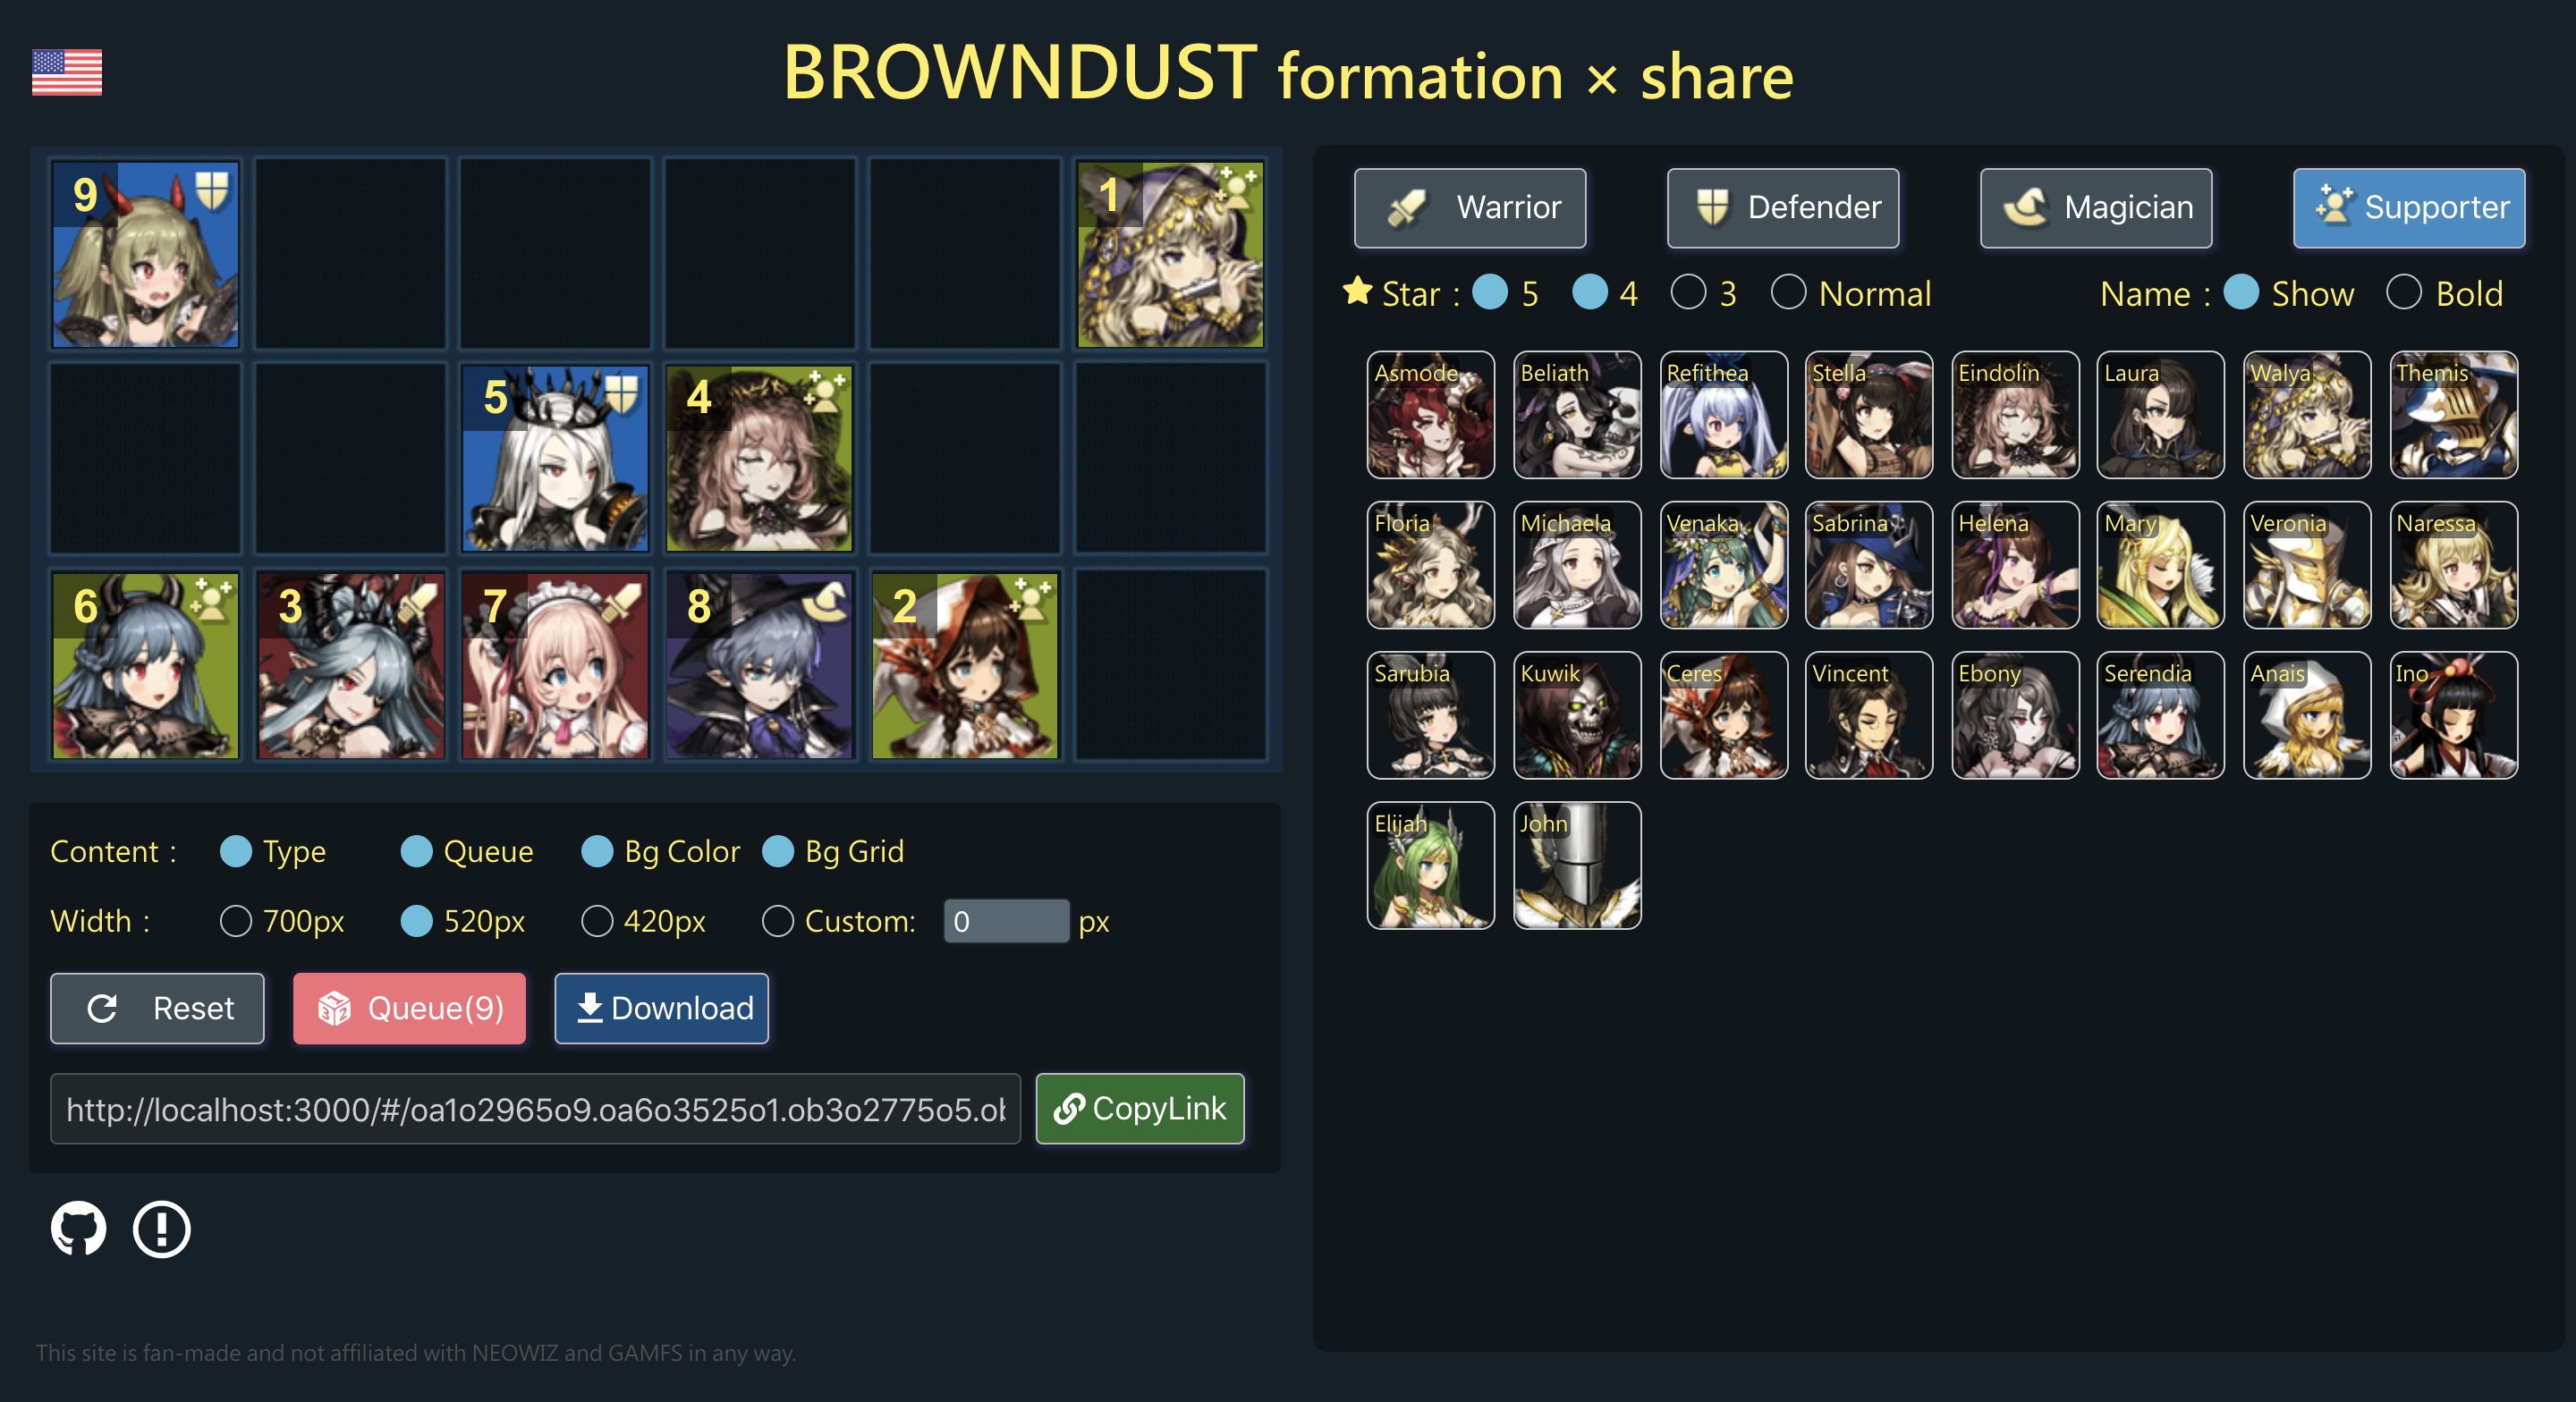 BROWNDUST formation × share
9 1
5 4
6 3 7 8 2
Content : Type Queue Bg Color Bg Grid
Width : 700px 520px 420px Custom: 0 px
Reset Queue(9) Download
http://localhost:3000/#/oa1o2965o9.oa6o3525o1.ob3o2775o5.ob CopyLink
This site is fan-made and not affiliated with NEOWIZ and GAMFS in any way.
Warrior Defender Magician Supporter
Star : 5 4 3 Normal Name : Show Bold
Asmode Beliath Refithea Stella Eindolin Laura Walya Themis
Floria Michaela Venaka Sabrina Helena Mary Veronia Naressa
Sarubia Kuwik Ceres Vincent Ebony Serendia Anais Ino
Elijah John